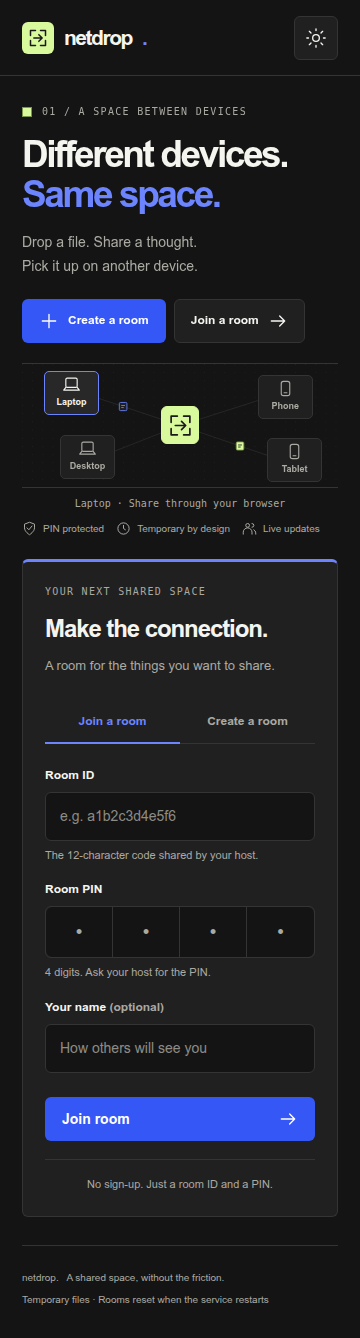 netdrop .
01 / A SPACE BETWEEN DEVICES
Different devices.
Same space.
Drop a file. Share a thought.
Pick it up on another device.
Create a room
Join a room
Laptop
Phone
Desktop
Tablet
Laptop · Share through your browser
PIN protected
Temporary by design
Live updates
YOUR NEXT SHARED SPACE
Make the connection.
A room for the things you want to share.
Join a room
Create a room
Room ID
e.g. a1b2c3d4e5f6
The 12-character code shared by your host.
Room PIN
• • • •
4 digits. Ask your host for the PIN.
Your name (optional)
How others will see you
Join room
No sign-up. Just a room ID and a PIN.
netdrop. A shared space, without the friction.
Temporary files · Rooms reset when the service restarts